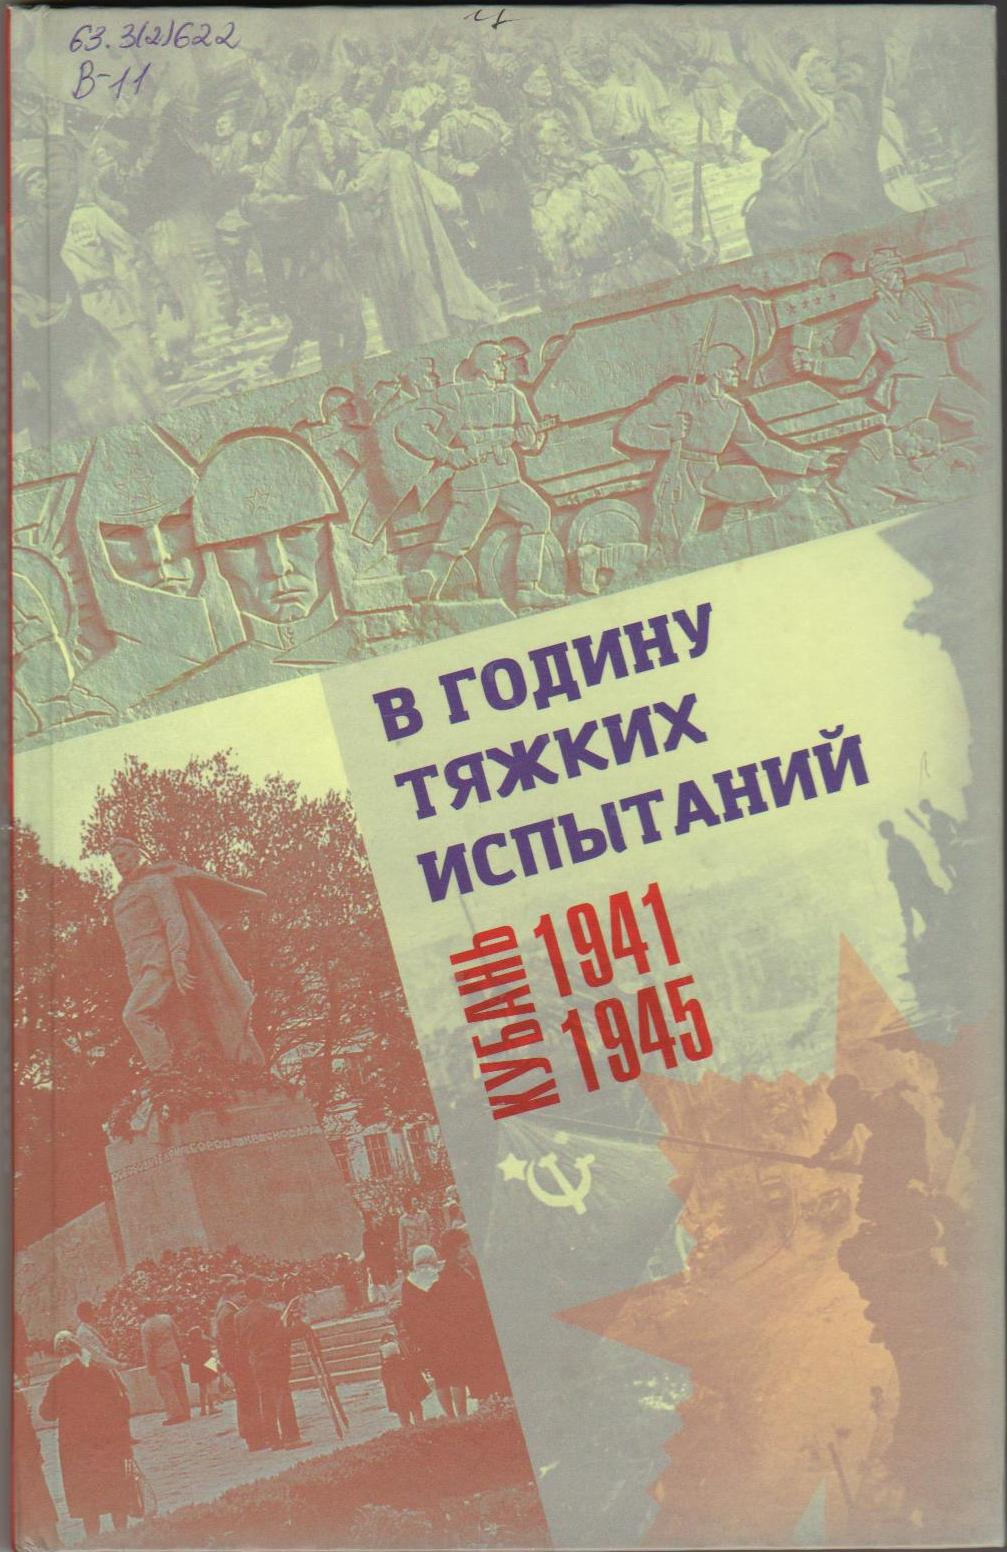 63.3(2)622
В-11
В ГОДИНУ
ТЯЖКИХ
ИСПЫТАНИЙ
КУБАНЬ
1941
1945